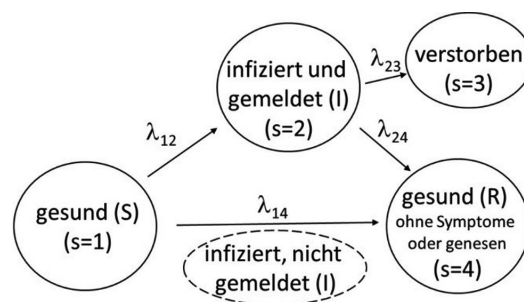 infiziert und
gemeldet (I)
(s=2)
λ23
verstorben
(s=3)
λ12
λ24
gesund (S)
(s=1)
λ14
infiziert, nicht
gemeldet (I)
gesund (R)
ohne Symptome
oder genesen
(s=4)